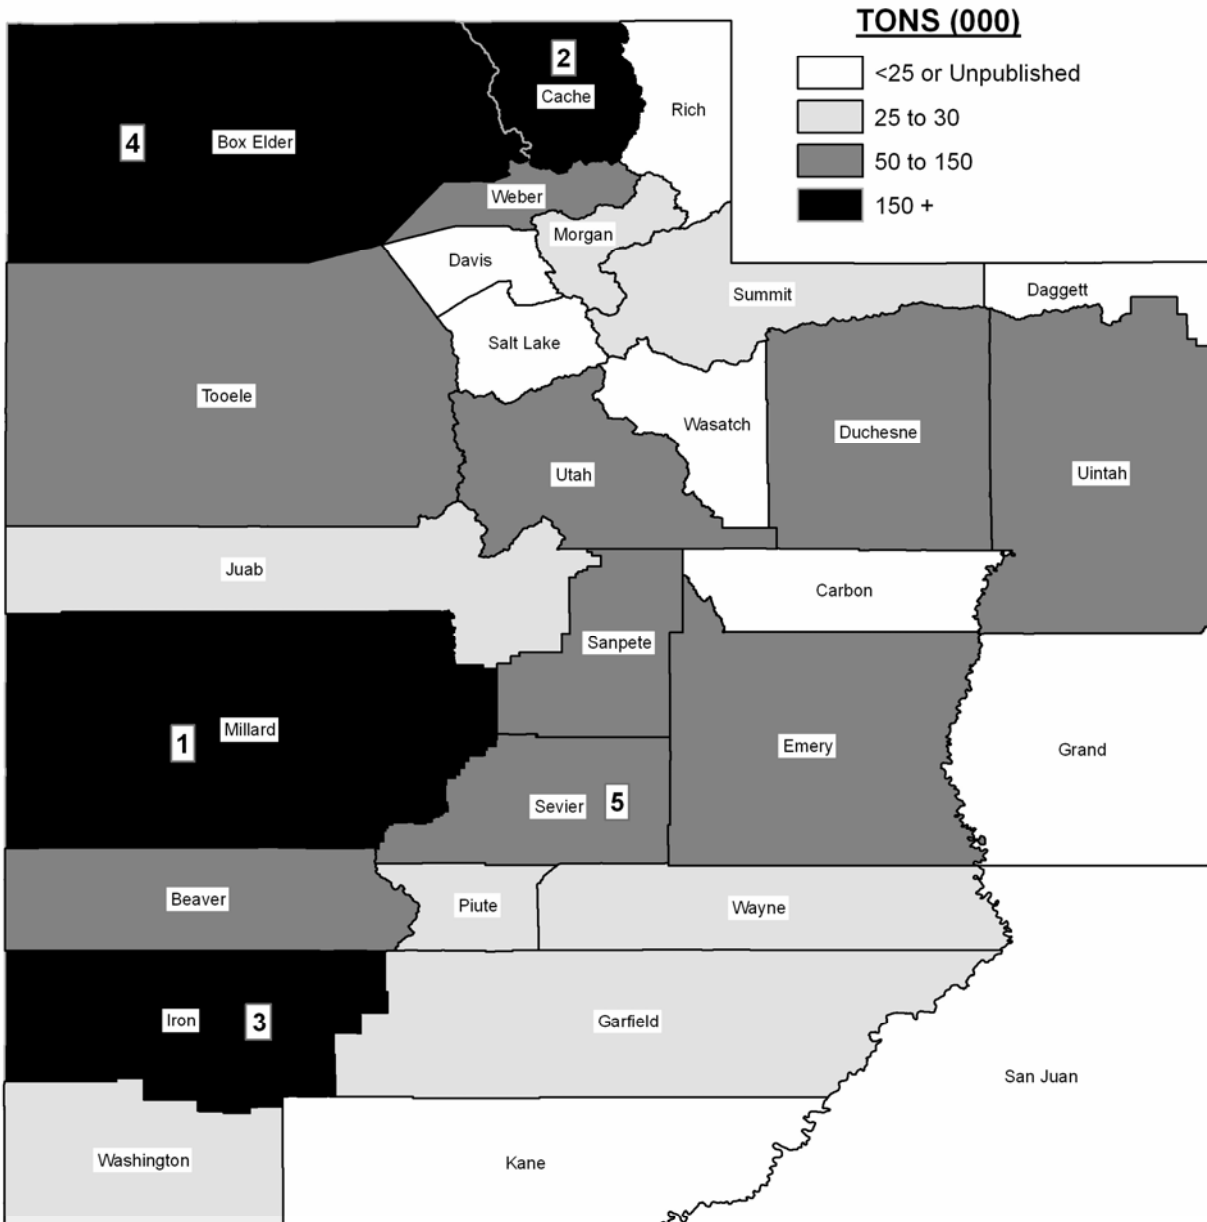 TONS (000)
<25 or Unpublished
25 to 30
50 to 150
150 +
2
Cache
Rich
4
Box Elder
Weber
Morgan
Davis
Summit
Daggett
Salt Lake
Tooele
Wasatch
Duchesne
Utah
Uintah
Juab
Carbon
Sanpete
Millard
1
Emery
Grand
Sevier
5
Beaver
Piute
Wayne
Iron
3
Garfield
San Juan
Washington
Kane